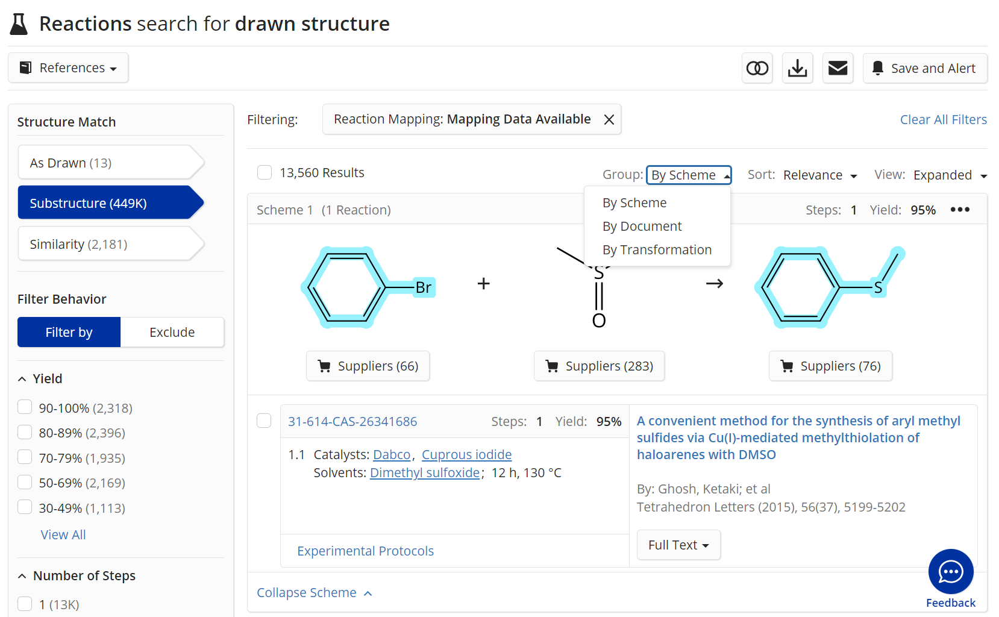 Reactions search for drawn structure
References
Save and Alert
Structure Match
As Drawn (13)
Substructure (449K)
Similarity (2,181)
Filter Behavior
Filter by
Exclude
Yield
90-100% (2,318)
80-89% (2,396)
70-79% (1,935)
50-69% (2,169)
30-49% (1,113)
View All
Number of Steps
1 (13K)
Filtering:
Reaction Mapping: Mapping Data Available
Clear All Filters
13,560 Results
Group: By Scheme
Sort: Relevance
View: Expanded
By Scheme
By Document
By Transformation
Scheme 1 (1 Reaction)
Steps: 1 Yield: 95%
Br
+
S
O
→
S
Suppliers (66)
Suppliers (283)
Suppliers (76)
31-614-CAS-26341686
Steps: 1 Yield: 95%
1.1 Catalysts: Dabco, Cuprous iodide
Solvents: Dimethyl sulfoxide; 12 h, 130 °C
Experimental Protocols
A convenient method for the synthesis of aryl methyl
sulfides via Cu(I)-mediated methylthiolation of
haloarenes with DMSO
By: Ghosh, Ketaki; et al
Tetrahedron Letters (2015), 56(37), 5199-5202
Full Text
Collapse Scheme
Feedback